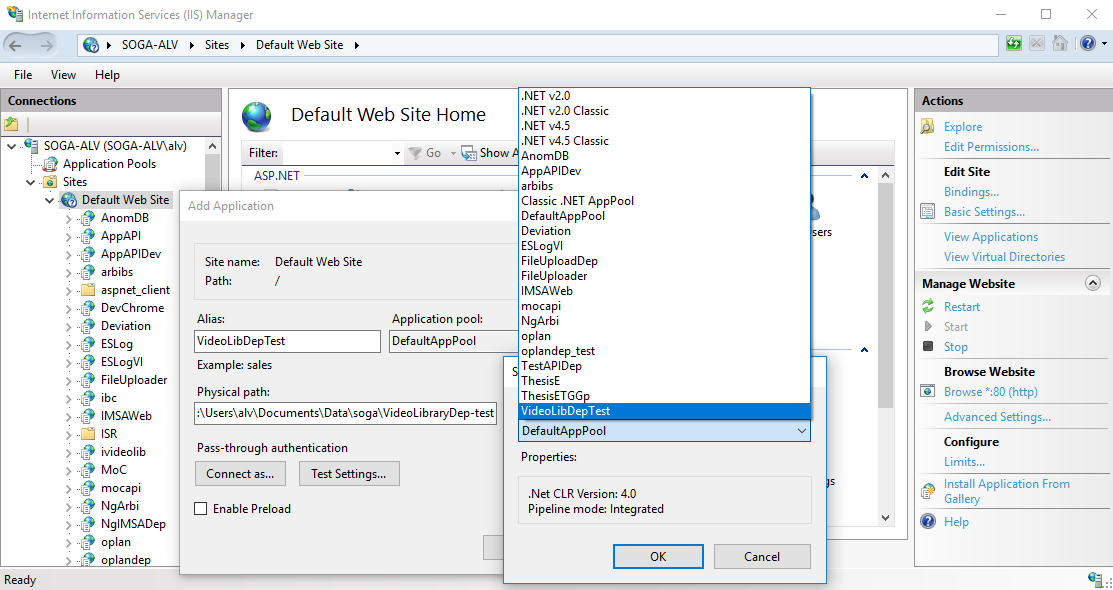 Internet Information Services (IIS) Manager
SOGA-ALV
Sites
Default Web Site
File
View
Help
Connections
SOGA-ALV (SOGA-ALV\alv)
Application Pools
Sites
Default Web Site
AnomDB
AppAPI
AppAPIDev
arbibs
aspnet_client
DevChrome
Deviation
ESLog
ESLogVI
FileUploader
ibc
IMSAWeb
ISR
ivideolib
MoC
mocapi
NgArbi
NgIMSADep
oplan
oplandep
Ready
Default Web Site Home
Filter:
Go
Show A
ASP.NET
Add Application
Site name:
Default Web Site
Path:
/
Alias:
Application pool:
VideoLibDepTest
DefaultAppPool
Example: sales
Physical path:
:\Users\alv\Documents\Data\soga\VideoLibraryDep-test
Pass-through authentication
Connect as...
Test Settings...
Enable Preload
.NET v2.0
.NET v2.0 Classic
.NET v4.5
.NET v4.5 Classic
AnomDB
AppAPIDev
arbibs
Classic .NET AppPool
DefaultAppPool
Deviation
ESLogVI
FileUploadDep
FileUploader
IMSAWeb
mocapi
NgArbi
oplan
oplandep_test
TestAPIDep
ThesisE
ThesisETGGp
VideoLibDepTest
DefaultAppPool
Properties:
.Net CLR Version: 4.0
Pipeline mode: Integrated
OK
Cancel
sers
gs
Actions
Explore
Edit Permissions...
Edit Site
Bindings...
Basic Settings...
View Applications
View Virtual Directories
Manage Website
Restart
Start
Stop
Browse Website
Browse *:80 (http)
Advanced Settings...
Configure
Limits...
Install Application From
Gallery
Help